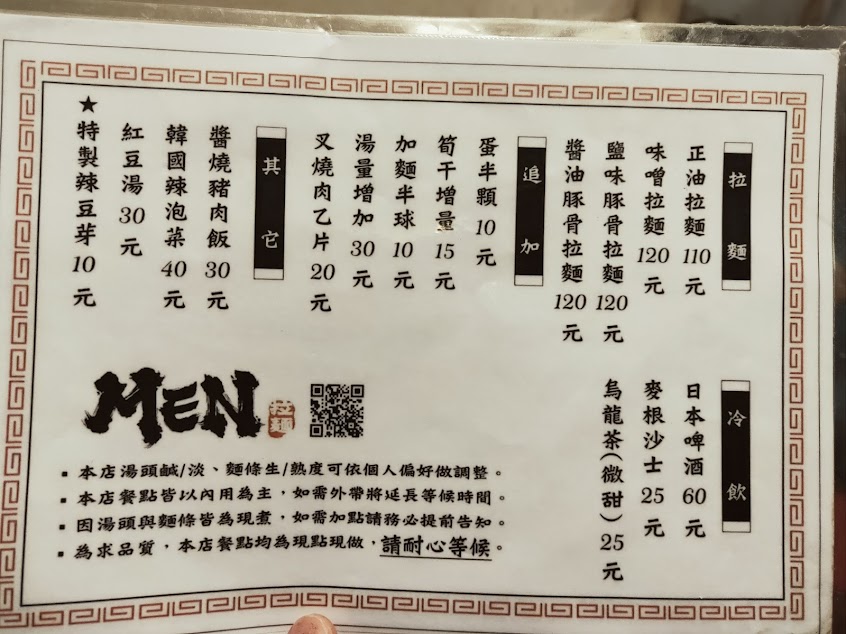 拉麵
正油拉麵110元
味噌拉麵120元
鹽味豚骨拉麵120元
醬油豚骨拉麵120元
追加
蛋半顆10元
筍干增量15元
加麵半球10元
湯量增加30元
叉燒肉乙片20元
其它
醬燒豬肉飯30元
韓國辣泡菜40元
紅豆湯30元
★特製辣豆芽10元
冷飲
日本啤酒60元
麥根沙士25元
烏龍茶(微甜)25元
MEN拉麵
▪本店湯頭鹹/淡、麵條生/熟度可依個人偏好做調整。
▪本店餐點皆以內用為主，如需外帶將延長等候時間。
▪因湯頭與麵條皆為現煮，如需加點請務必提前告知。
▪為求品質，本店餐點均為現點現做，請耐心等候。